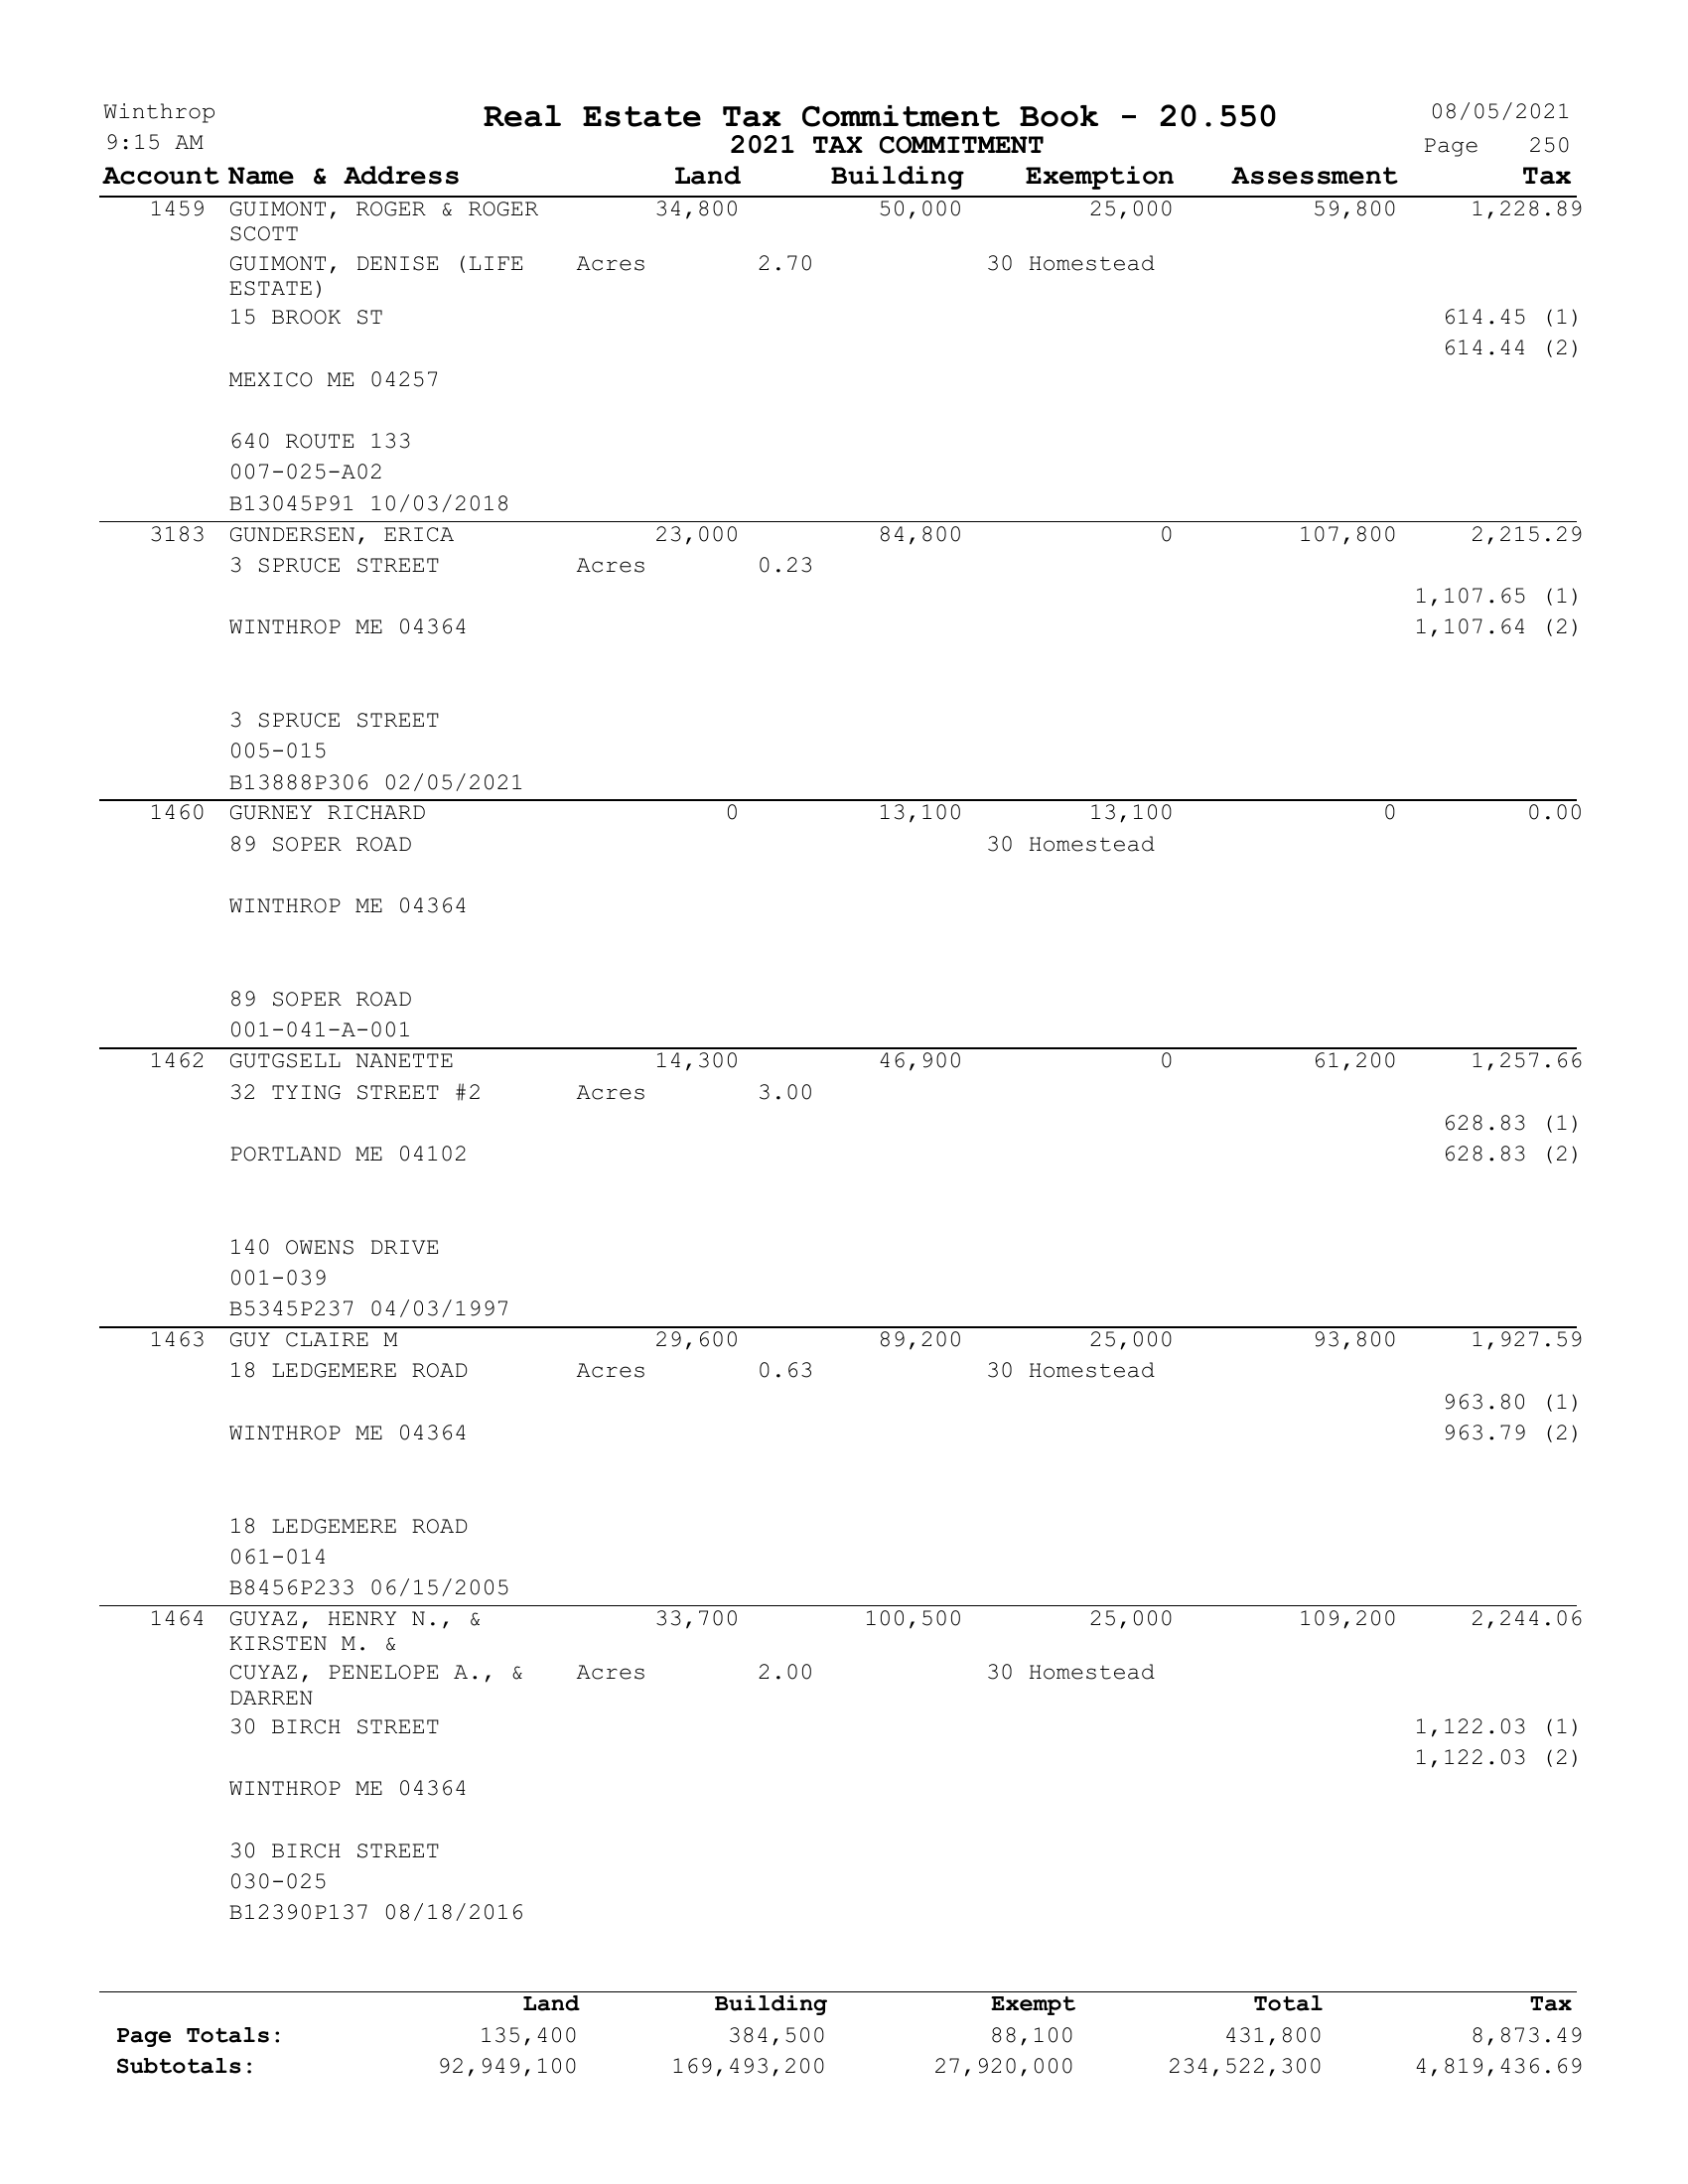 Winthrop Real Estate Tax Commitment Book - 20.550 08/05/2021
9:15 AM 2021 TAX COMMITMENT Page 250
Account Name & Address Land Building Exemption Assessment Tax
1459 GUIMONT, ROGER & ROGER 34,800 50,000 25,000 59,800 1,228.89
SCOTT
GUIMONT, DENISE (LIFE Acres 2.70 30 Homestead
ESTATE)
15 BROOK ST 614.45 (1)
614.44 (2)
MEXICO ME 04257
640 ROUTE 133
007-025-A02
B13045P91 10/03/2018
3183 GUNDERSEN, ERICA 23,000 84,800 0 107,800 2,215.29
3 SPRUCE STREET Acres 0.23
1,107.65 (1)
WINTHROP ME 04364 1,107.64 (2)
3 SPRUCE STREET
005-015
B13888P306 02/05/2021
1460 GURNEY RICHARD 0 13,100 13,100 0 0.00
89 SOPER ROAD 30 Homestead
WINTHROP ME 04364
89 SOPER ROAD
001-041-A-001
1462 GUTGSELL NANETTE 14,300 46,900 0 61,200 1,257.66
32 TYING STREET #2 Acres 3.00
628.83 (1)
PORTLAND ME 04102 628.83 (2)
140 OWENS DRIVE
001-039
B5345P237 04/03/1997
1463 GUY CLAIRE M 29,600 89,200 25,000 93,800 1,927.59
18 LEDGEMERE ROAD Acres 0.63 30 Homestead
963.80 (1)
WINTHROP ME 04364 963.79 (2)
18 LEDGEMERE ROAD
061-014
B8456P233 06/15/2005
1464 GUYAZ, HENRY N., & 33,700 100,500 25,000 109,200 2,244.06
KIRSTEN M. &
CUYAZ, PENELOPE A., & Acres 2.00 30 Homestead
DARREN
30 BIRCH STREET 1,122.03 (1)
1,122.03 (2)
WINTHROP ME 04364
30 BIRCH STREET
030-025
B12390P137 08/18/2016
Land Building Exempt Total Tax
Page Totals: 135,400 384,500 88,100 431,800 8,873.49
Subtotals: 92,949,100 169,493,200 27,920,000 234,522,300 4,819,436.69